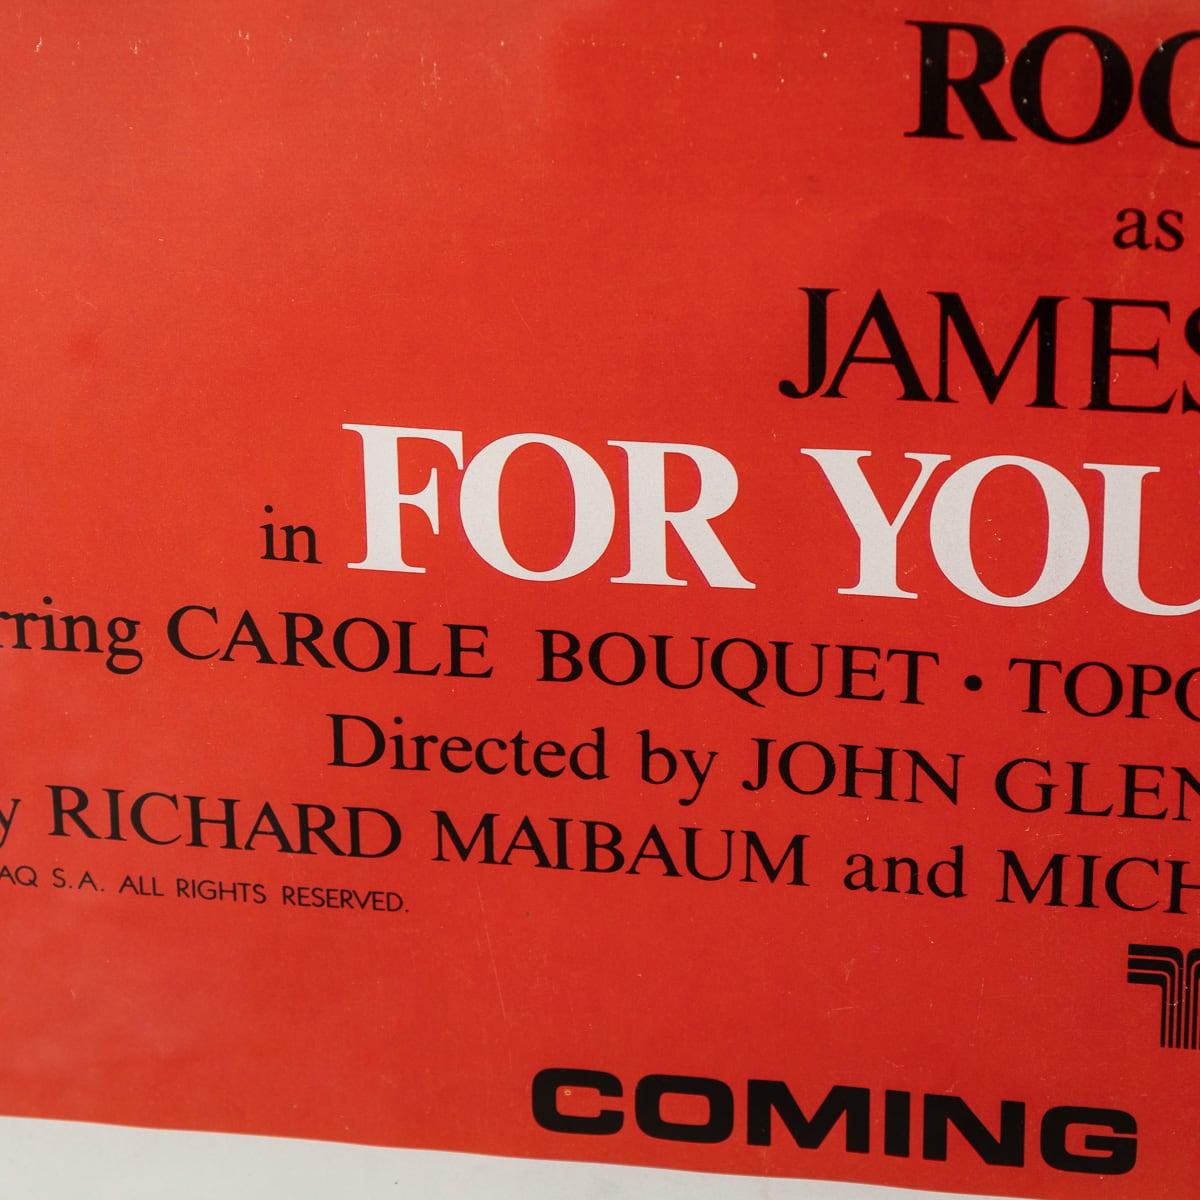 ROG
as
JAMES
in FOR YOU
rring CAROLE BOUQUET · TOPO
Directed by JOHN GLEN
y RICHARD MAIBAUM and MICH
AQ S.A. ALL RIGHTS RESERVED.
COMING